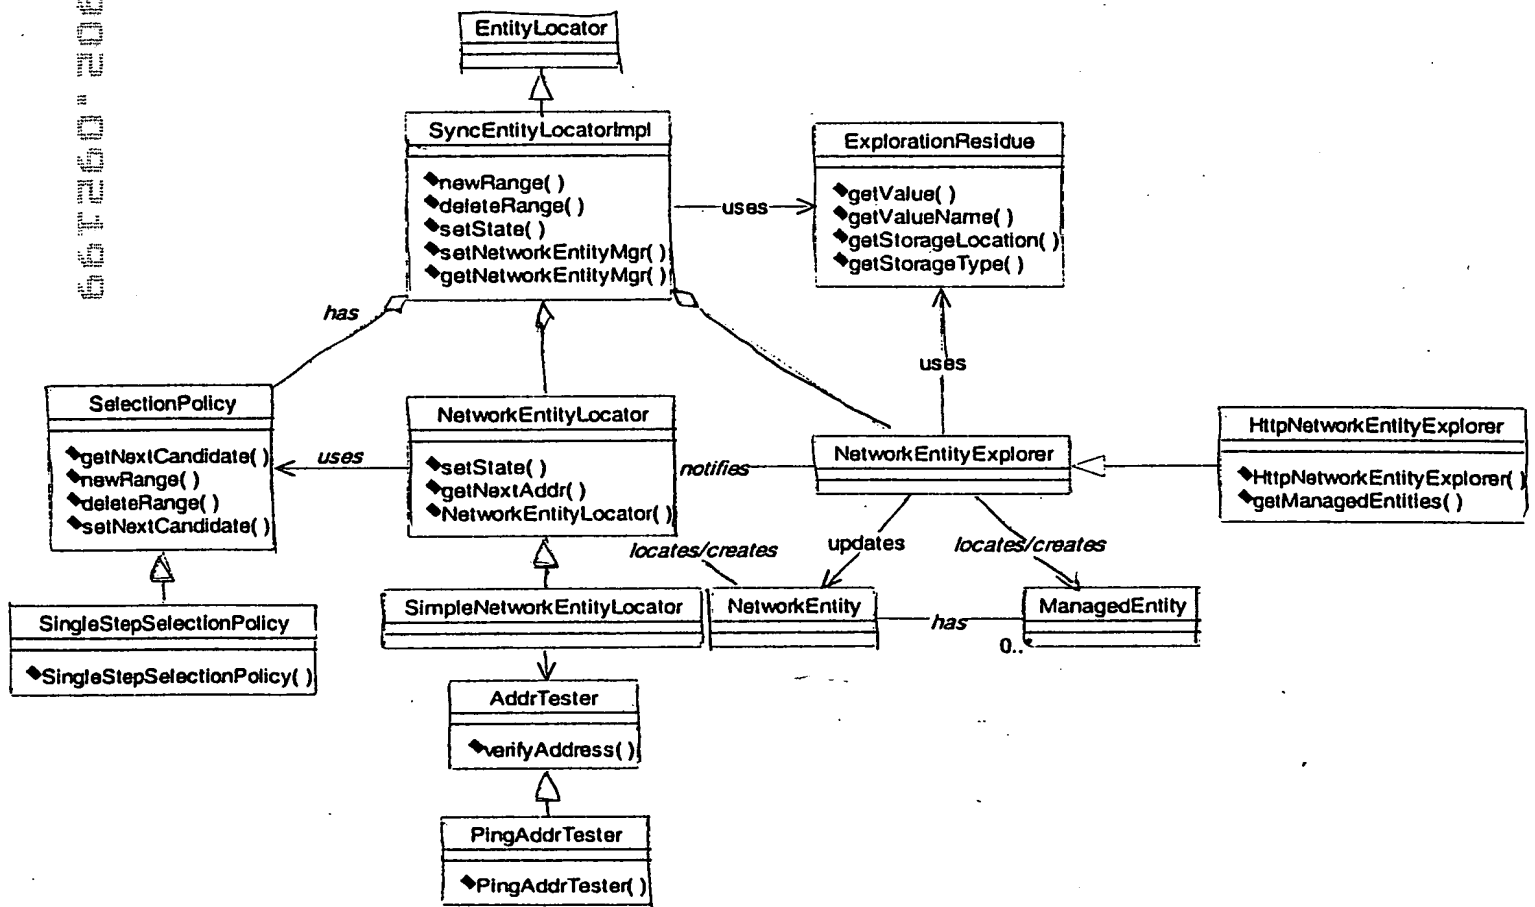 EntityLocator
SyncEntityLocatorImpl
newRange( )
deleteRange( )
setState( )
setNetworkEntityMgr( )
getNetworkEntityMgr( )
uses
ExplorationResidue
getValue( )
getValueName( )
getStorageLocation( )
getStorageType( )
has
uses
SelectionPolicy
getNextCandidate( )
newRange( )
deleteRange( )
setNextCandidate( )
uses
NetworkEntityLocator
setState( )
getNextAddr( )
NetworkEntityLocator( )
notifies
NetworkEntityExplorer
HttpNetworkEntityExplorer
HttpNetworkEntityExplorer( )
getManagedEntities( )
locates/creates
updates
locates/creates
SingleStepSelectionPolicy
SingleStepSelectionPolicy( )
SimpleNetworkEntityLocator
NetworkEntity
has
0..*
ManagedEntity
AddrTester
verifyAddress( )
PingAddrTester
PingAddrTester( )